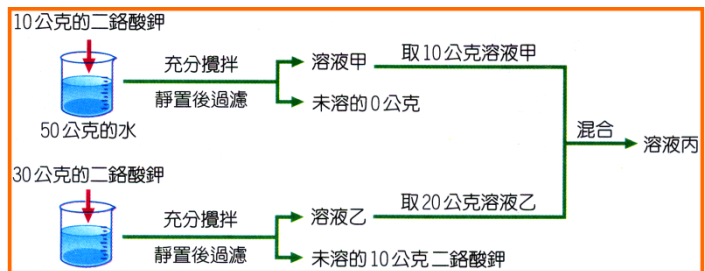 10公克的二鉻酸鉀
50公克的水
充分攪拌
靜置後過濾
溶液甲
未溶的0公克
取10公克溶液甲
30公克的二鉻酸鉀
充分攪拌
靜置後過濾
溶液乙
未溶的10公克二鉻酸鉀
取20公克溶液乙
混合
溶液丙